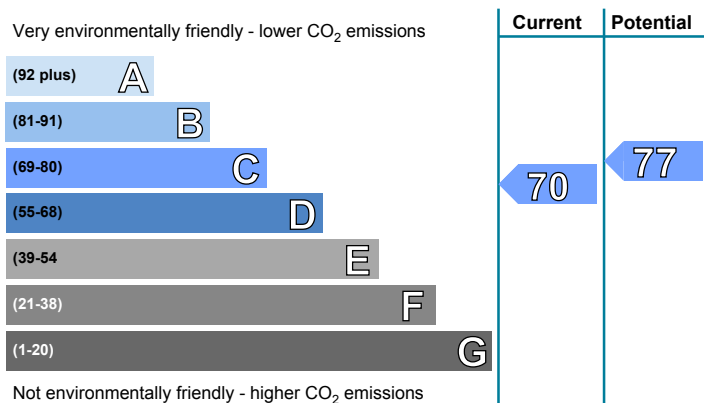 Very environmentally friendly - lower CO₂ emissions
Current
Potential
(92 plus) A
(81-91) B
(69-80) C
(55-68) D
(39-54 E
(21-38) F
(1-20) G
70
77
Not environmentally friendly - higher CO₂ emissions